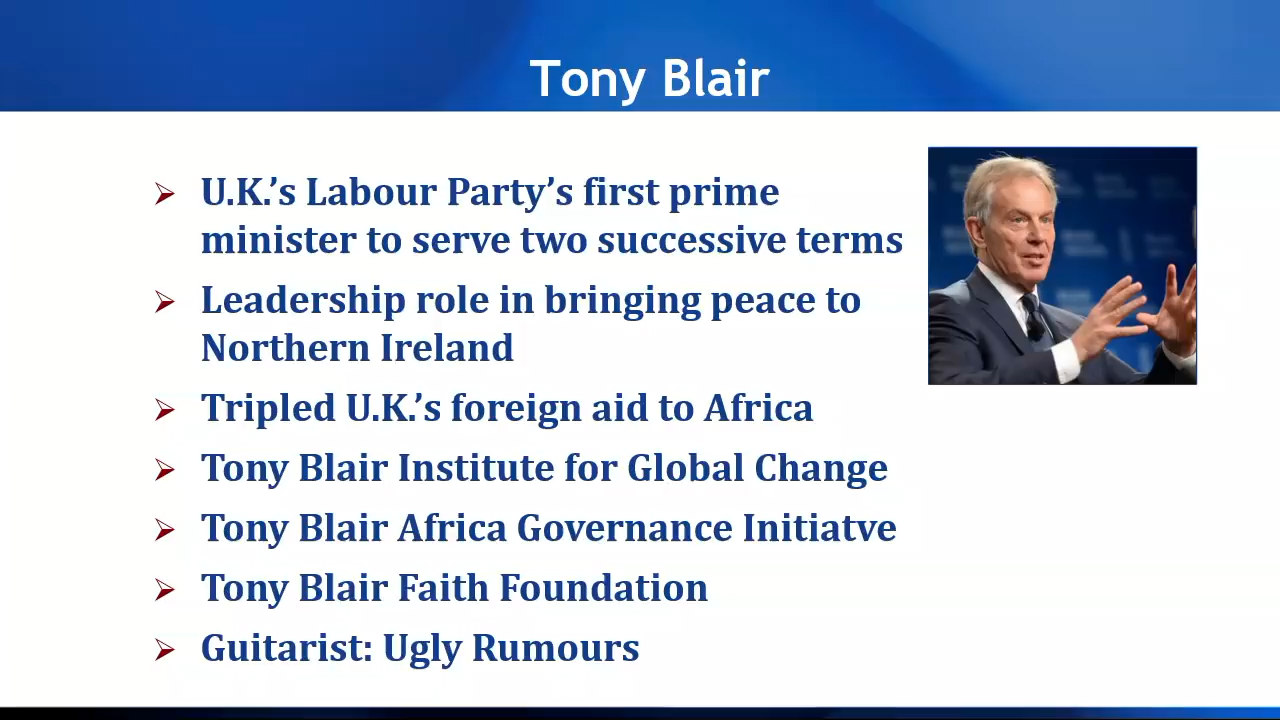 Tony Blair
U.K.’s Labour Party’s first prime
minister to serve two successive terms
Leadership role in bringing peace to
Northern Ireland
Tripled U.K.’s foreign aid to Africa
Tony Blair Institute for Global Change
Tony Blair Africa Governance Initiatve
Tony Blair Faith Foundation
Guitarist: Ugly Rumours